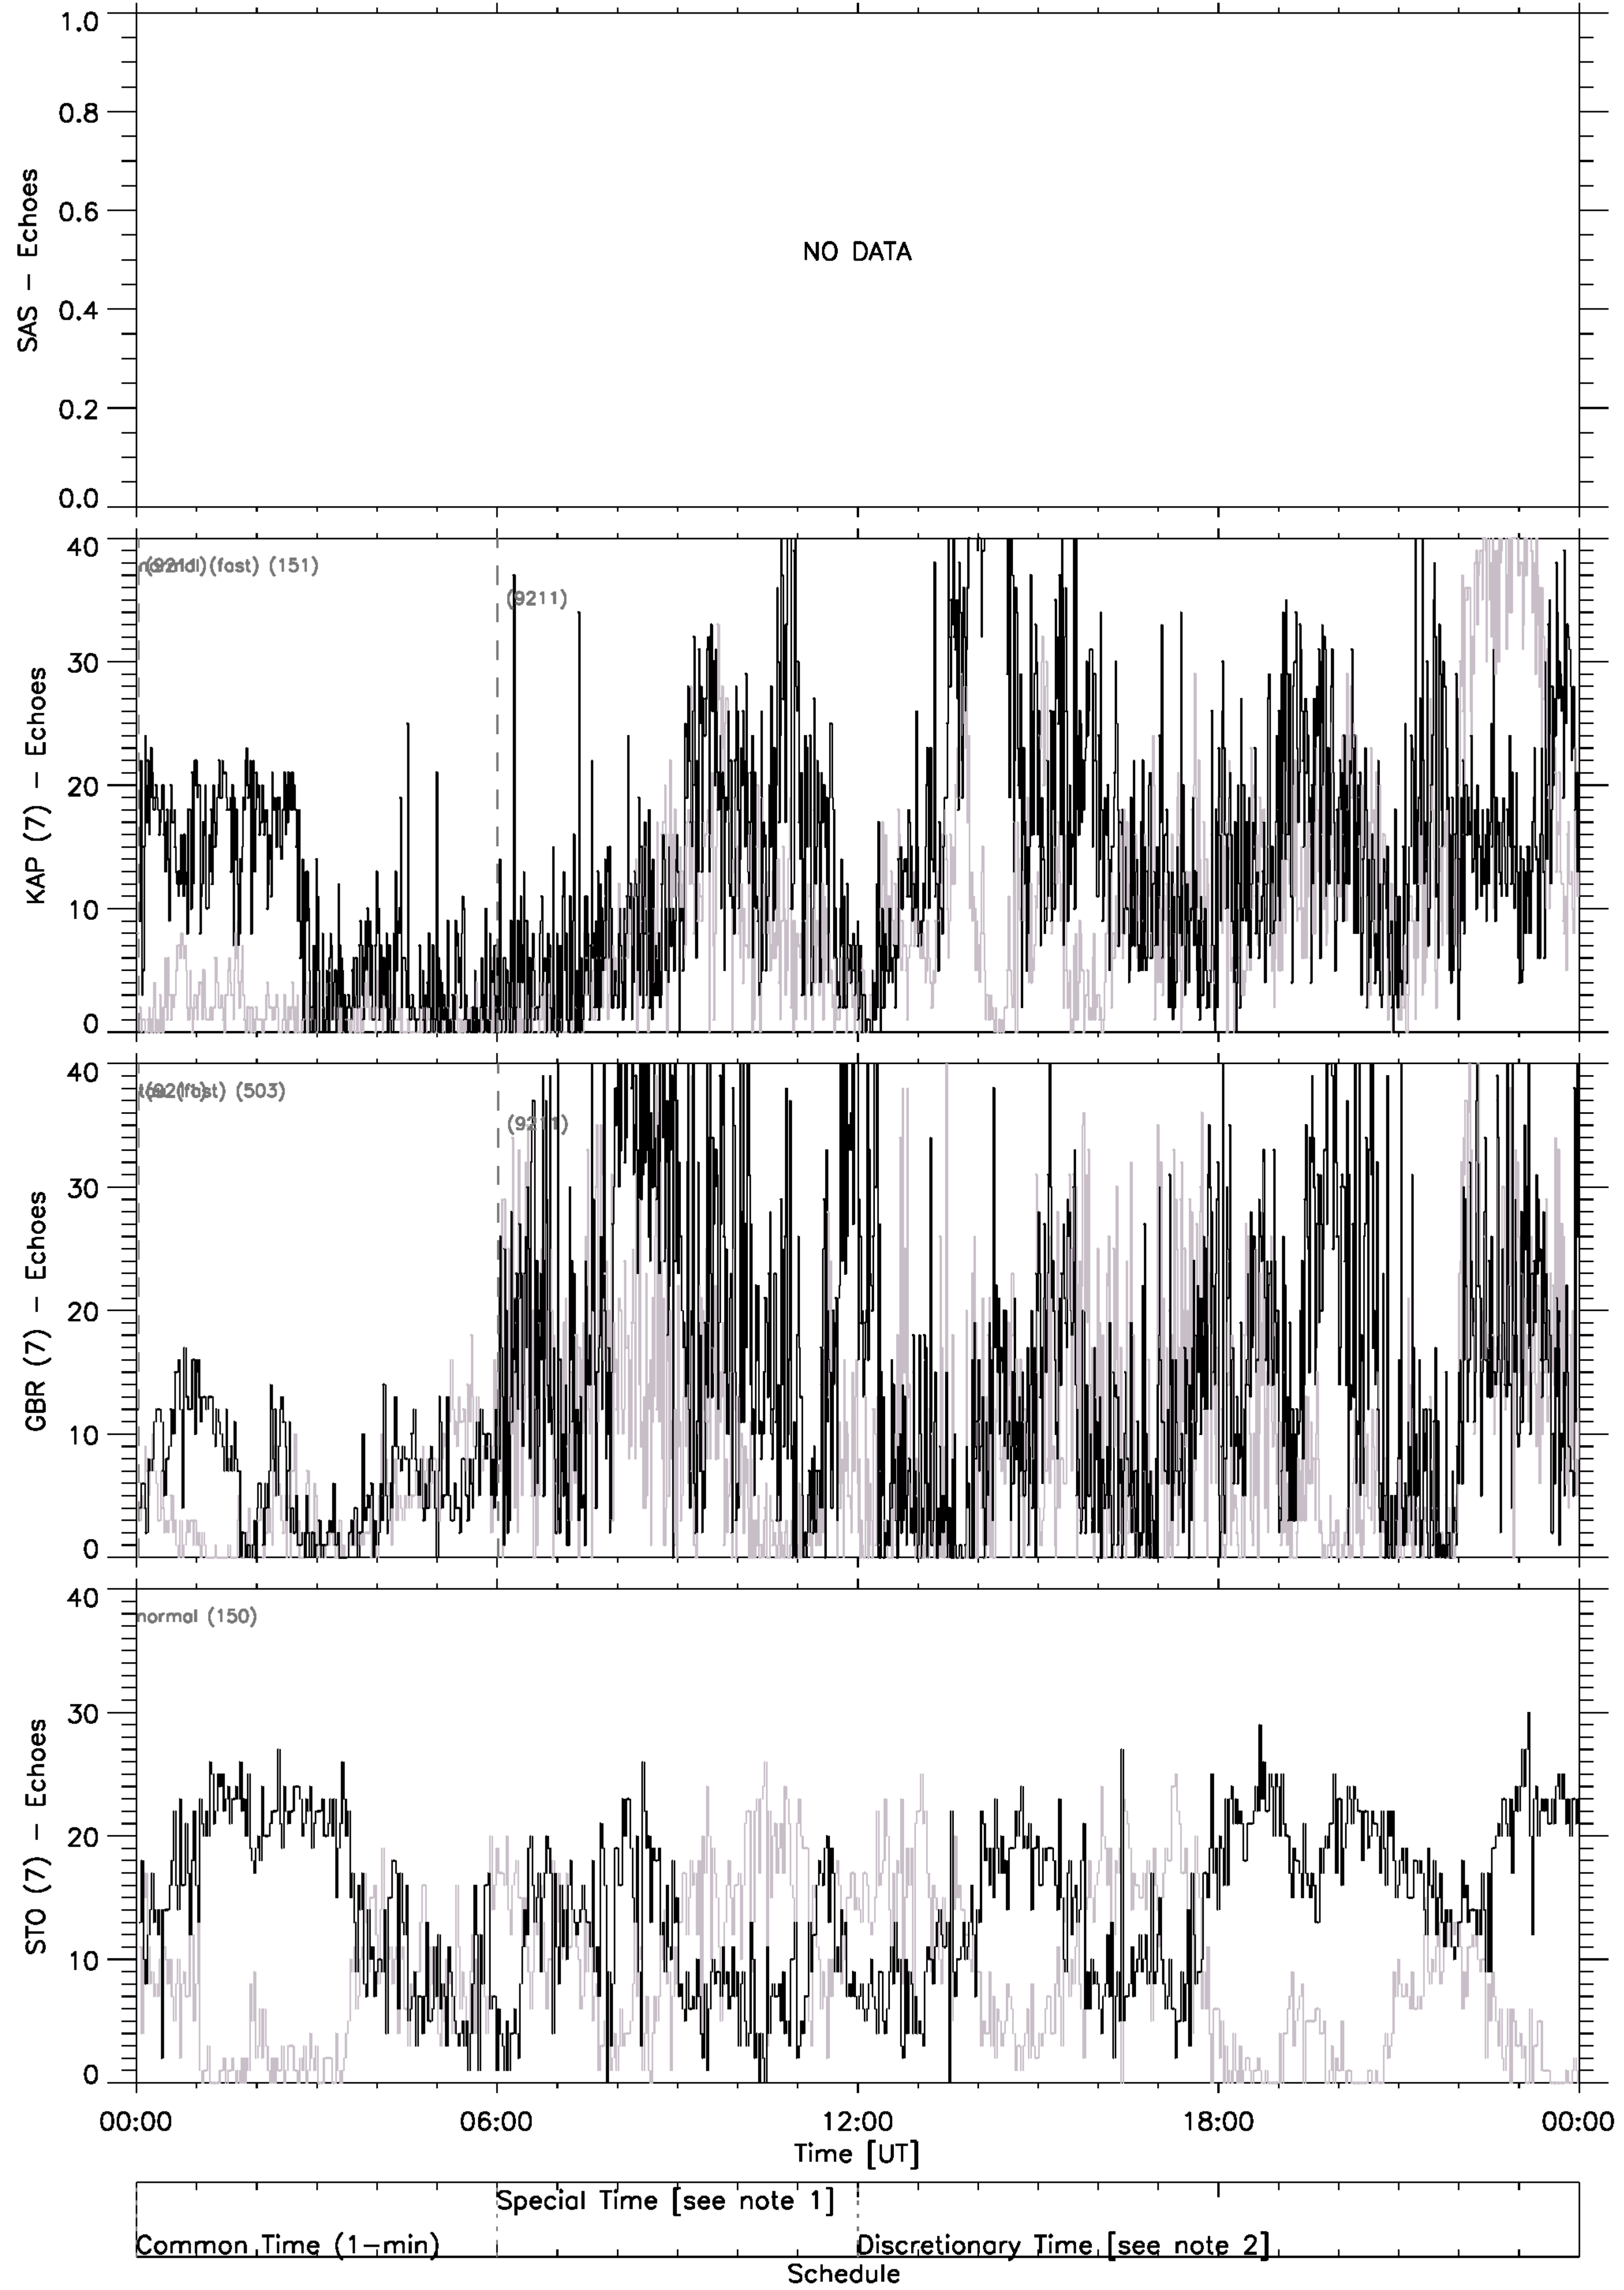 1.0
0.8
0.6
0.4
0.2
0.0
SAS - Echoes
NO DATA
40
30
20
10
0
KAP (7) - Echoes
(fast) (151)
(9211)
40
30
20
10
0
GBR (7) - Echoes
(503)
(9211)
40
30
20
10
0
STO (7) - Echoes
normal (150)
00:00 06:00 12:00 18:00 00:00
Time [UT]
Special Time [see note 1]
Common Time (1-min) Discretionary Time [see note 2]
Schedule